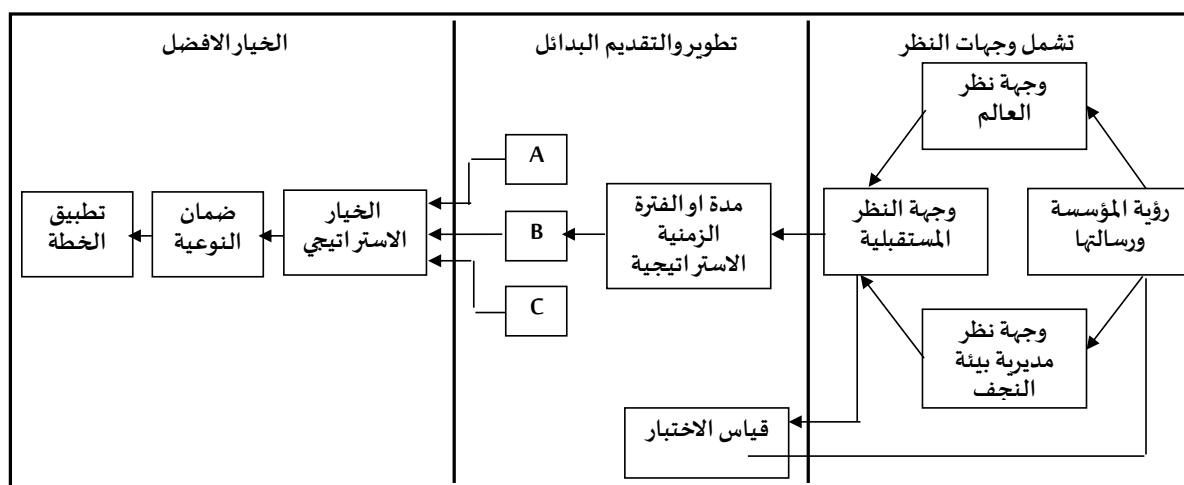 تشمل وجهات النظر
تطوير والتقديم البدائل
الخيار الافضل
وجهة نظر
العالم
رؤية المؤسسة
ورسالتها
وجهة النظر
المستقبلية
وجهة نظر
مديرية بيئة
النجف
مدة او الفترة
الزمنية
الاستراتيجية
A
B
C
قياس الاختبار
الخيار
الاستراتيجي
ضمان
النوعية
تطبيق
الخطة